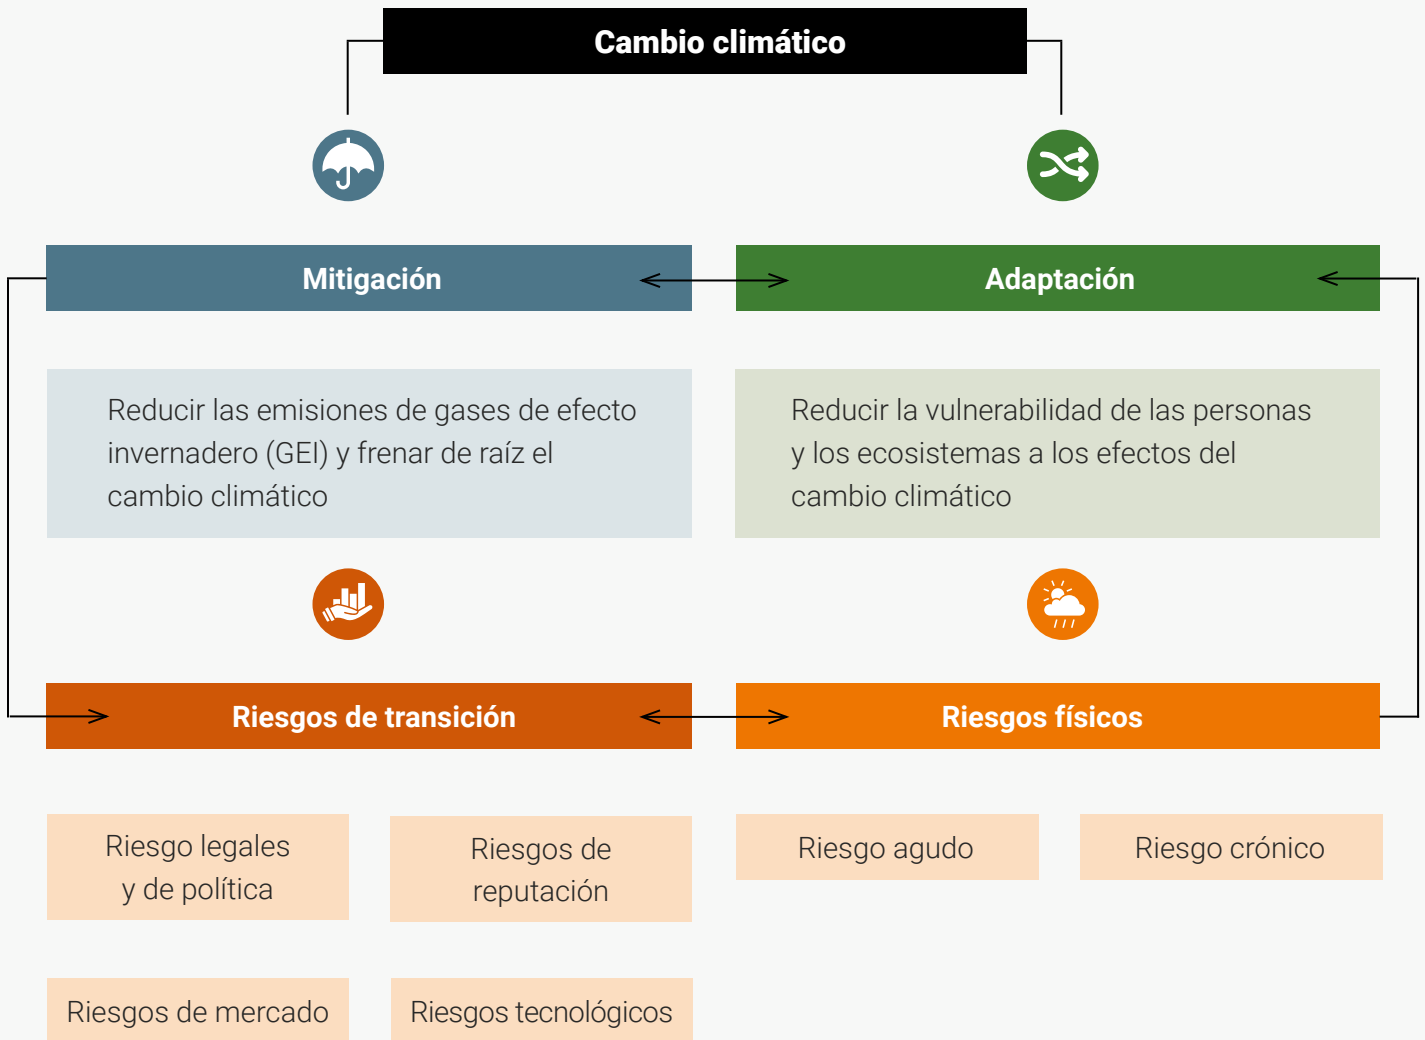 Cambio climático
Mitigación
Adaptación
Reducir las emisiones de gases de efecto
invernadero (GEI) y frenar de raíz el
cambio climático
Reducir la vulnerabilidad de las personas
y los ecosistemas a los efectos del
cambio climático
Riesgos de transición
Riesgos físicos
Riesgo legales
y de política
Riesgos de
reputación
Riesgo agudo
Riesgo crónico
Riesgos de mercado
Riesgos tecnológicos